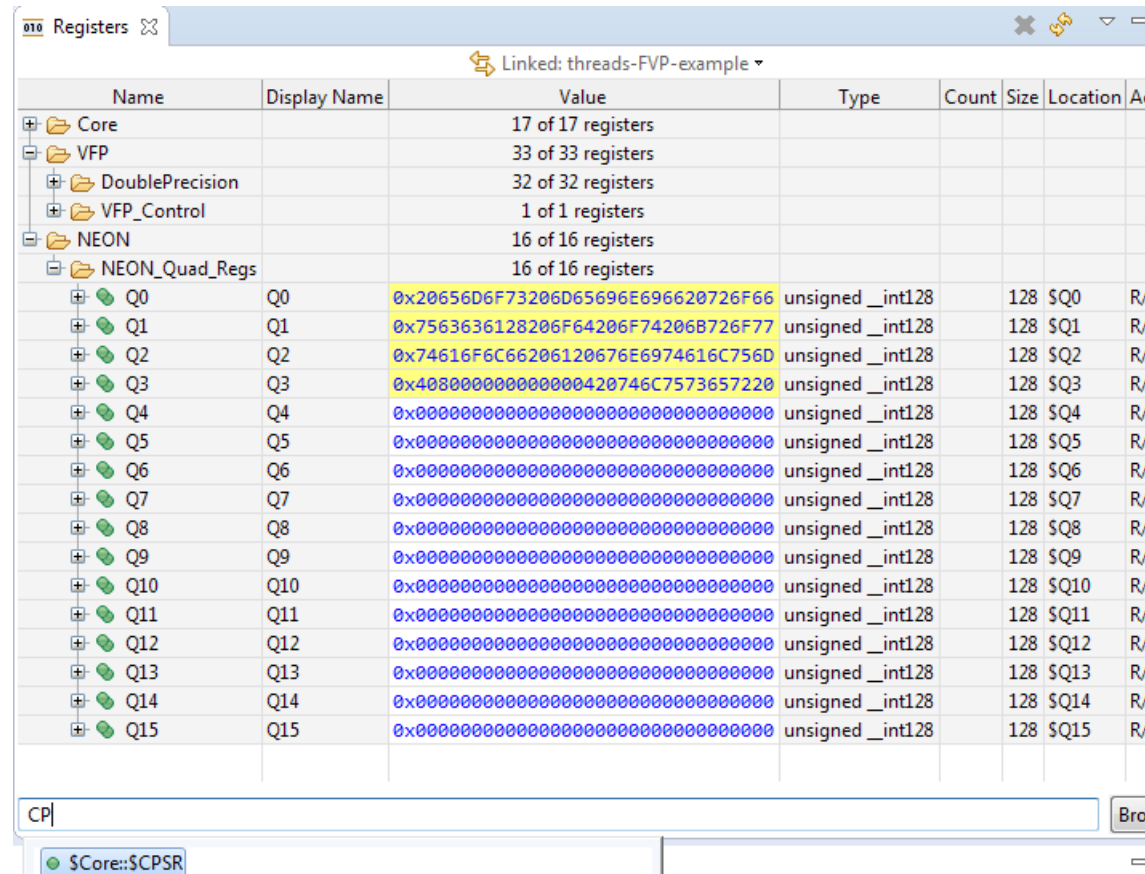 010 Registers
Linked: threads-FVP-example
Name Display Name Value Type Count Size Location
Core 17 of 17 registers
VFP 33 of 33 registers
DoublePrecision 32 of 32 registers
VFP_Control 1 of 1 registers
NEON 16 of 16 registers
NEON_Quad_Regs 16 of 16 registers
Q0 Q0 0x20656D6F73206D65696E696620726F66 unsigned __int128 128 $Q0 R/
Q1 Q1 0x7563636128206F64206F74206B726F77 unsigned __int128 128 $Q1 R/
Q2 Q2 0x74616F6C66206120676E6974616C756D unsigned __int128 128 $Q2 R/
Q3 Q3 0x4080000000000000420746C7573657220 unsigned __int128 128 $Q3 R/
Q4 Q4 0x00000000000000000000000000000000 unsigned __int128 128 $Q4 R/
Q5 Q5 0x00000000000000000000000000000000 unsigned __int128 128 $Q5 R/
Q6 Q6 0x00000000000000000000000000000000 unsigned __int128 128 $Q6 R/
Q7 Q7 0x00000000000000000000000000000000 unsigned __int128 128 $Q7 R/
Q8 Q8 0x00000000000000000000000000000000 unsigned __int128 128 $Q8 R/
Q9 Q9 0x00000000000000000000000000000000 unsigned __int128 128 $Q9 R/
Q10 Q10 0x00000000000000000000000000000000 unsigned __int128 128 $Q10 R/
Q11 Q11 0x00000000000000000000000000000000 unsigned __int128 128 $Q11 R/
Q12 Q12 0x00000000000000000000000000000000 unsigned __int128 128 $Q12 R/
Q13 Q13 0x00000000000000000000000000000000 unsigned __int128 128 $Q13 R/
Q14 Q14 0x00000000000000000000000000000000 unsigned __int128 128 $Q14 R/
Q15 Q15 0x00000000000000000000000000000000 unsigned __int128 128 $Q15 R/
CP Bro
$Core::$CPSR